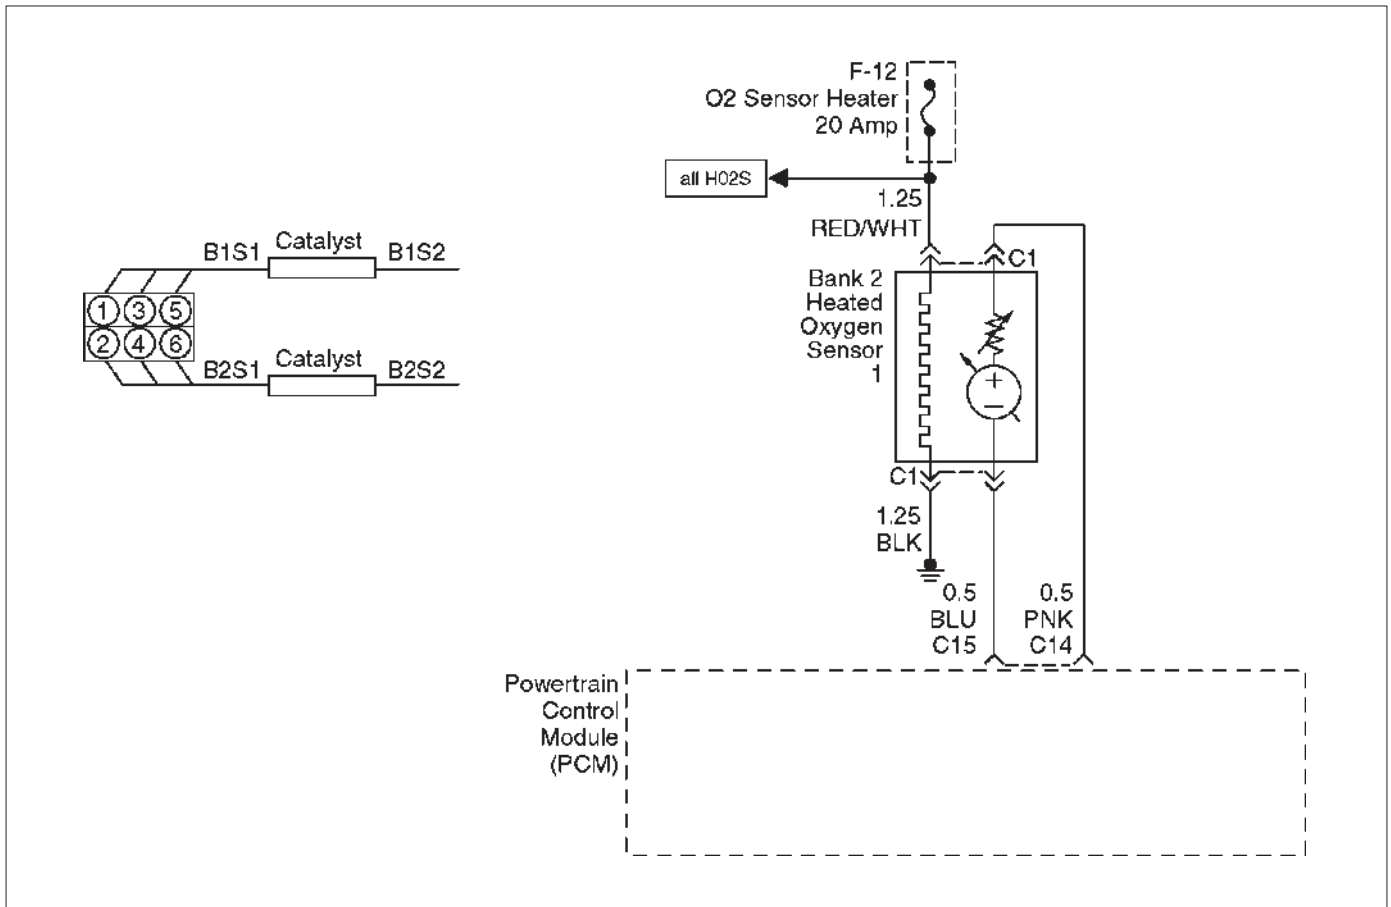 F-12
O2 Sensor Heater
20 Amp
all H02S
1.25
RED/WHT
C1
Bank 2
Heated
Oxygen
Sensor
1
+
−
C1
1.25
BLK
0.5
BLU
C15
0.5
PNK
C14
Powertrain
Control
Module
(PCM)
B1S1 Catalyst B1S2
1 3 5
2 4 6
B2S1 Catalyst B2S2